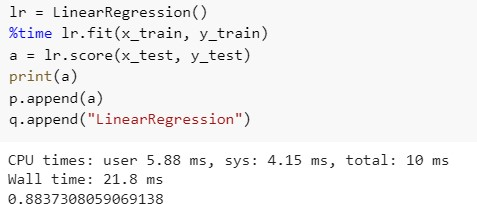 lr = LinearRegression()
%time lr.fit(x_train, y_train)
a = lr.score(x_test, y_test)
print(a)
p.append(a)
q.append("LinearRegression")
CPU times: user 5.88 ms, sys: 4.15 ms, total: 10 ms
Wall time: 21.8 ms
0.8837308059069138